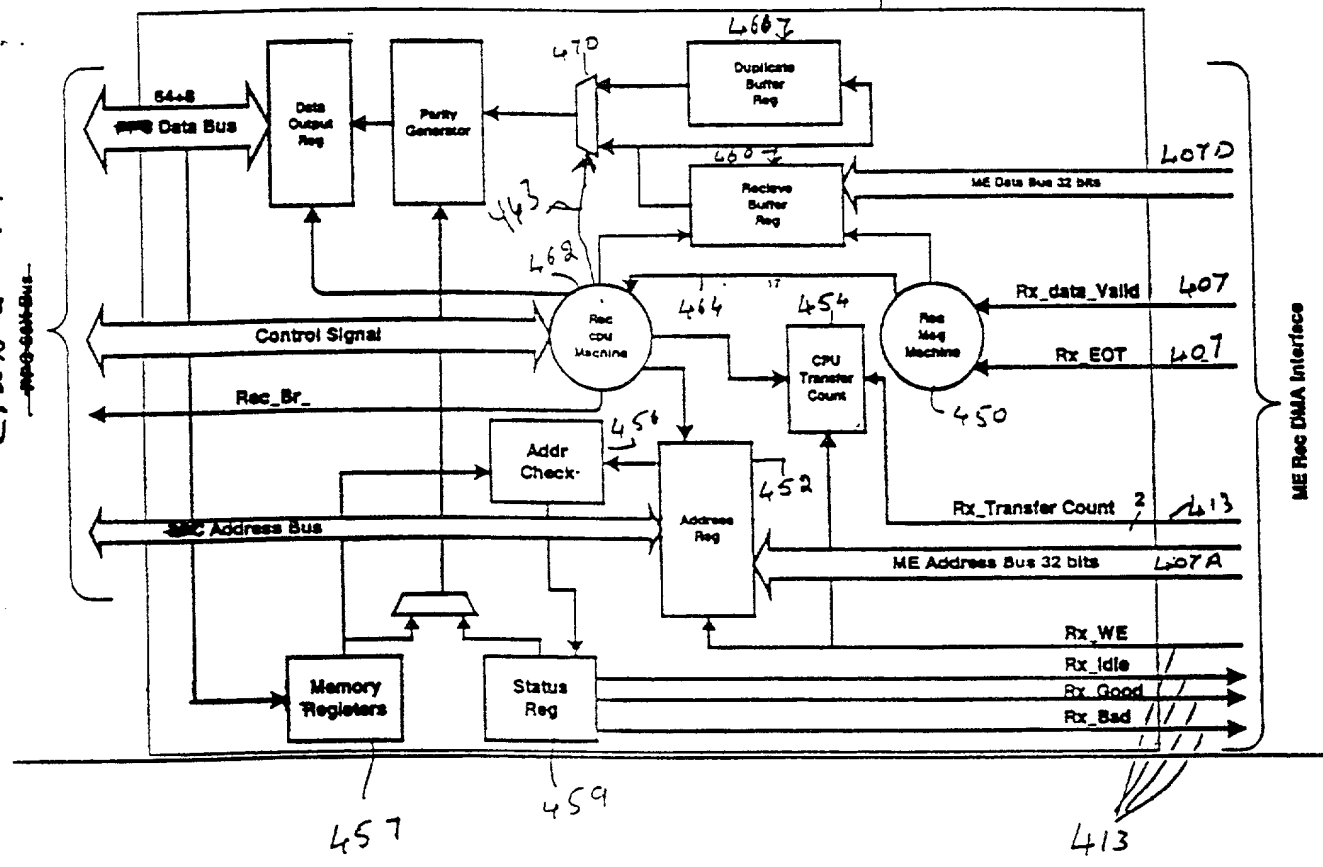 470
Duplicate
Buffer
Reg
64+8
Data Bus
Data
Output
Reg
Parity
Generator
407D
ME Data Bus 32 bits
Recieve
Buffer
Reg
443
462
464
17
454
Rx_data_Valid
407
Rec
CPU
Machine
Rec
Msg
Machine
Control Signal
CPU
Transfer
Count
Rx_EOT
407
450
Rec_Br_
456
Addr
Check
452
Rx_Transfer Count
2
413
Address Bus
Address
Reg
ME Address Bus 32 bits
407A
Rx_WE
Rx_Idle
Rx_Good
Rx_Bad
Memory
Registers
Status
Reg
457
459
413
ME Rec DMA Interface